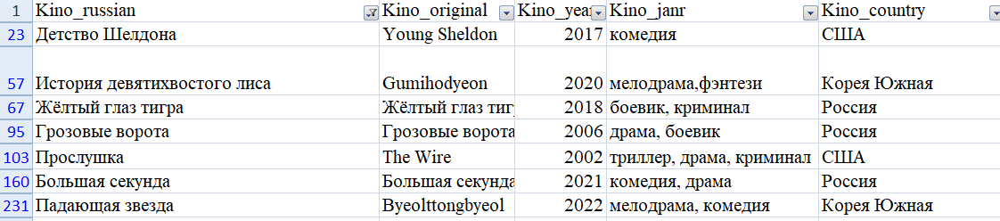 1 Kino_russian Kino_original Kino_year Kino_janr Kino_country
23 Детство Шелдона Young Sheldon 2017 комедия США
57 История девятихвостого лиса Gumihodyeon 2020 мелодрама,фэнтези Корея Южная
67 Жёлтый глаз тигра Жёлтый глаз тиг 2018 боевик, криминал Россия
95 Грозовые ворота Грозовые ворота 2006 драма, боевик Россия
103 Прослушка The Wire 2002 триллер, драма, криминал США
160 Большая секунда Большая секунда 2021 комедия, драма Россия
231 Падающая звезда Byeolttongbyeol 2022 мелодрама, комедия Корея Южная